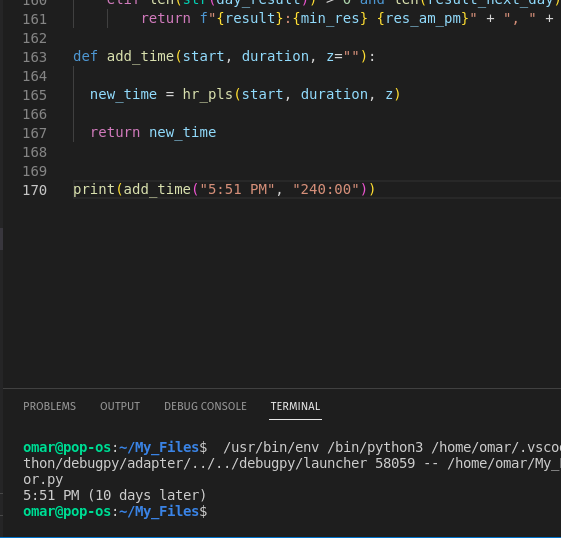 160 elif len(str(day_result)) > 0 and len(result_next_day)
161 return f"{result}:{min_res} {res_am_pm}" + ", " +
162
163 def add_time(start, duration, z=""):
164
165 new_time = hr_pls(start, duration, z)
166
167 return new_time
168
169
170 print(add_time("5:51 PM", "240:00"))
PROBLEMS OUTPUT DEBUG CONSOLE TERMINAL
omar@pop-os:~/My_Files$ /usr/bin/env /bin/python3 /home/omar/.vsco
thon/debugpy/adapter/../../debugpy/launcher 58059 -- /home/omar/My_
or.py
5:51 PM (10 days later)
omar@pop-os:~/My_Files$